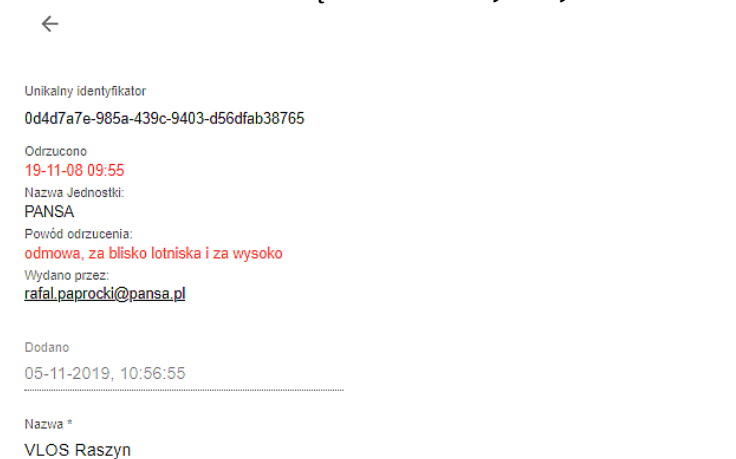 Unikalny identyfikator
0d4d7a7e-985a-439c-9403-d56dfab38765
Odrzucono
19-11-08 09:55
Nazwa Jednostki:
PANSA
Powód odrzucenia:
odmowa, za blisko lotniska i za wysoko
Wydano przez:
rafal.paprocki@pansa.pl
Dodano
05-11-2019, 10:56:55
Nazwa *
VLOS Raszyn